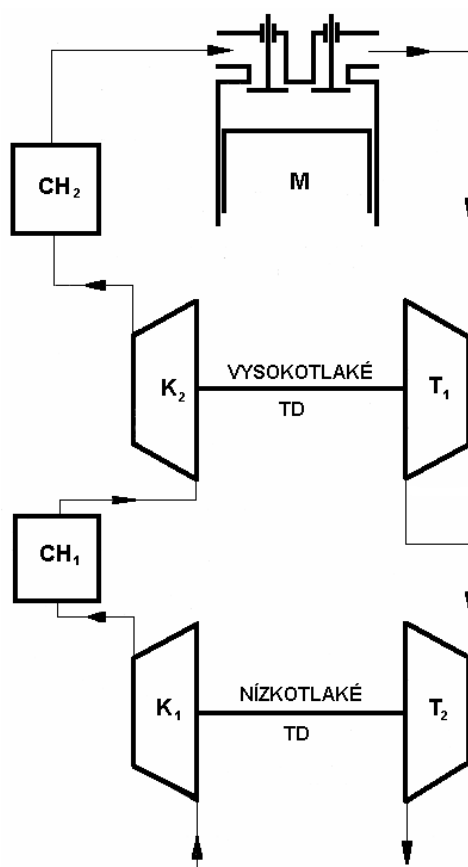 CH₂
M
VYSOKOTLAKÉ
K₂
T₁
TD
CH₁
NÍZKOTLAKÉ
K₁
T₂
TD